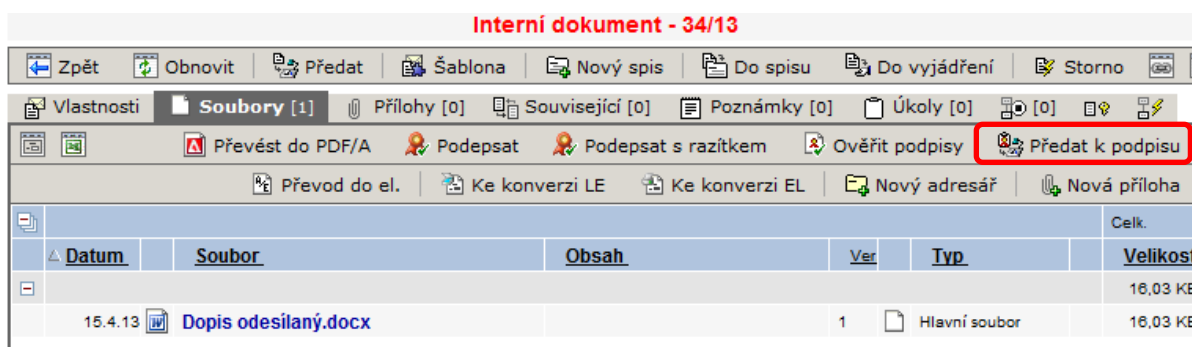 Interní dokument - 34/13
Zpět Obnovit Předat Šablona Nový spis Do spisu Do vyjádření Storno
Vlastnosti Soubory [1] Přílohy [0] Související [0] Poznámky [0] Úkoly [0] [0]
Převést do PDF/A Podepsat Podepsat s razítkem Ověřit podpisy Předat k podpisu
Převod do el. Ke konverzi LE Ke konverzi EL Nový adresář Nová příloha
Celk.
Datum Soubor Obsah Ver Typ Velikost
16,03 KB
15.4.13 Dopis odesílaný.docx 1 Hlavní soubor 16,03 KB